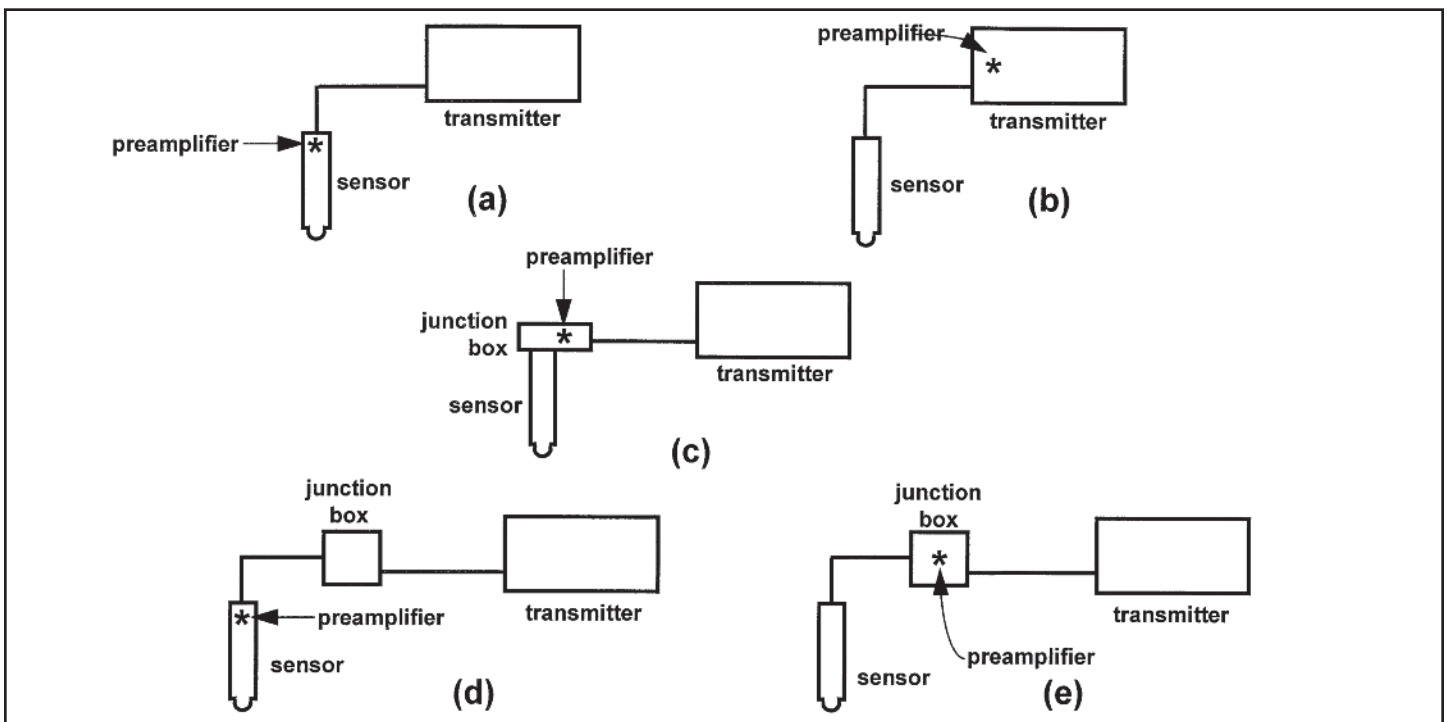 preamplifier
*
sensor
transmitter
(a)
preamplifier
*
sensor
transmitter
(b)
preamplifier
junction
box
*
sensor
transmitter
(c)
junction
box
*
preamplifier
sensor
transmitter
(d)
junction
box
*
preamplifier
sensor
transmitter
(e)